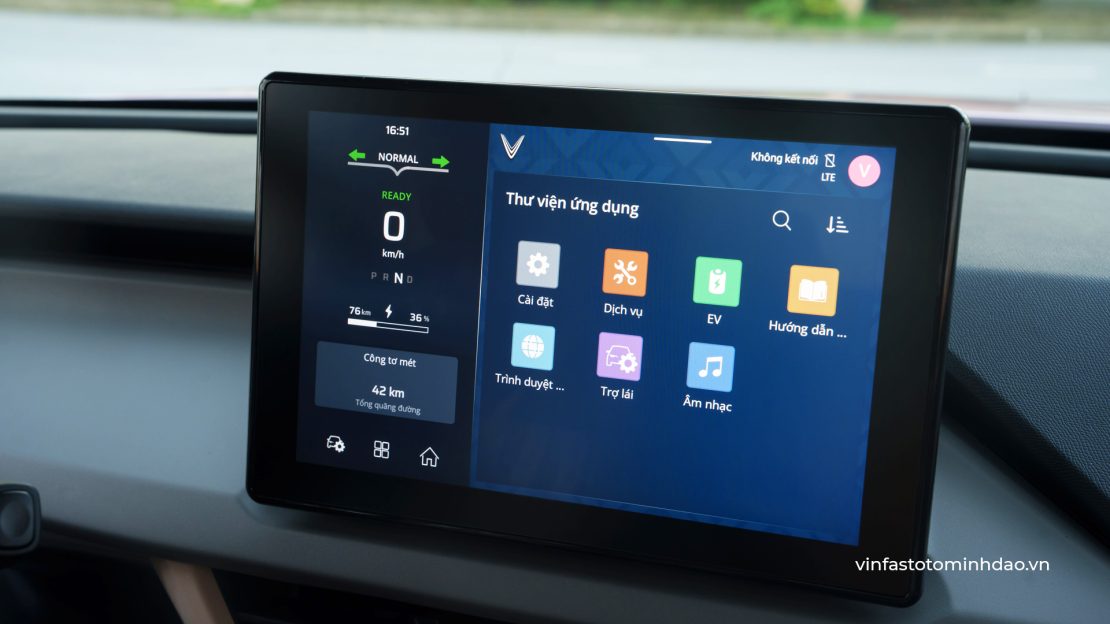 16:51
NORMAL
READY
0
km/h
P R N D
76 km 36 %
Công tơ mét
42 km
Tổng quãng đường
Không kết nối
LTE
V
Thư viện ứng dụng
Cài đặt
Dịch vụ
EV
Hướng dẫn ...
Trình duyệt ...
Trợ lái
Âm nhạc
vinfastotominhdao.vn